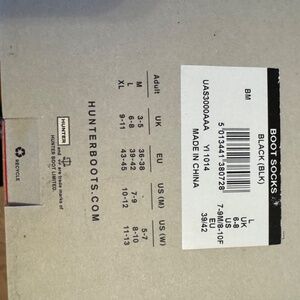 BOOT SOCKS
BLACK (BLK)
BM
5 013441 380728
UAS3000AAA YI1014
MADE IN CHINA
L
UK
6-8
US
7-9M/8-10F
EU
39/42
Adult UK EU US (M) US (W)
M 3-5 36-38 5-7
L 6-8 39-42 7-9 8-10
XL 9-11 43-45 10-12 11-13
HUNTERBOOTS.COM
HUNTER
and are trade marks of
HUNTER BOOT LIMITED.
RECYCLE